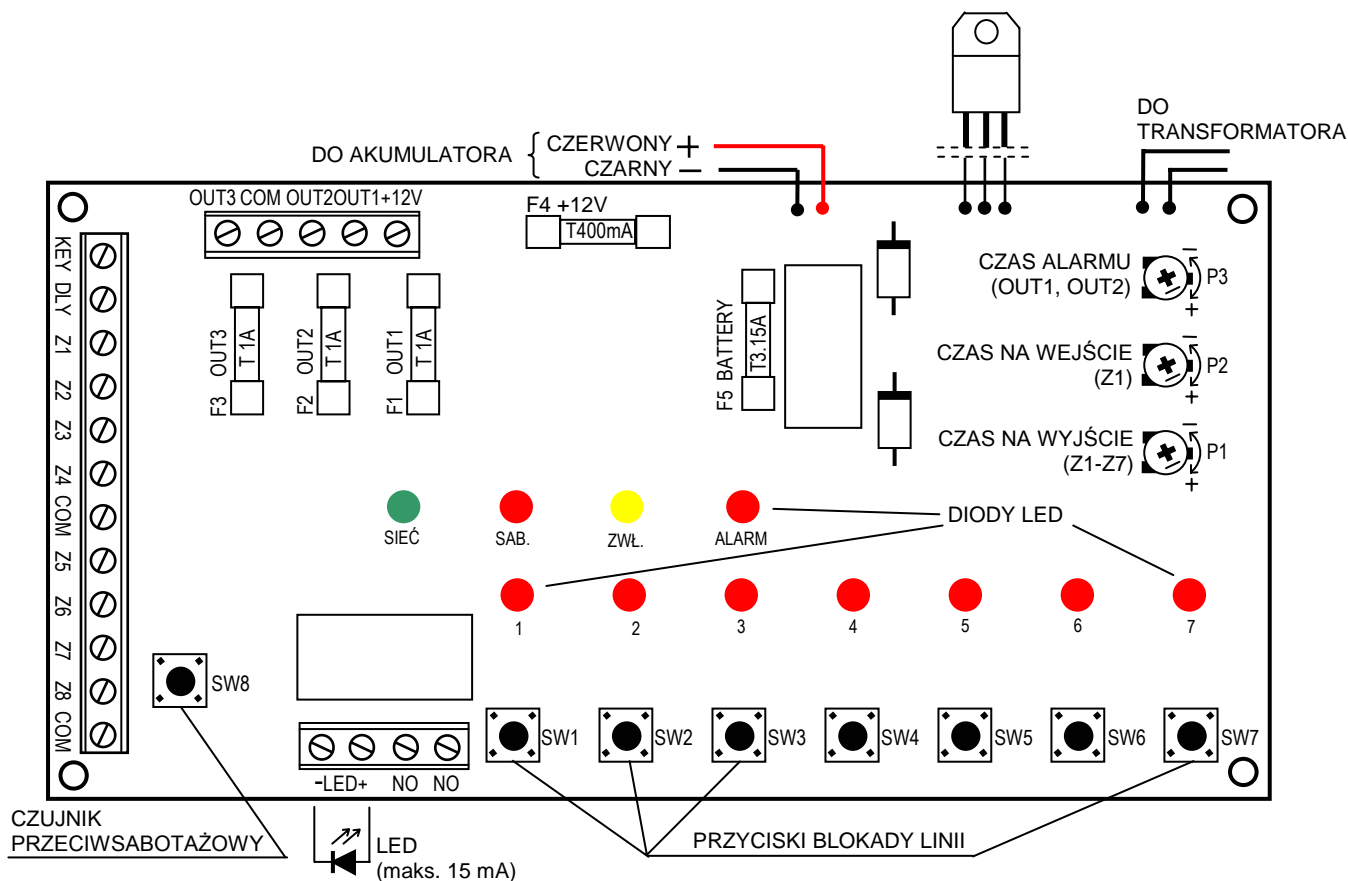 DO AKUMULATORA
CZERWONY +
CZARNY −
DO
TRANSFORMATORA
OUT3 COM OUT2 OUT1 +12V
F4 +12V
T400mA
KEY
DLY
Z1
Z2
Z3
Z4
COM
Z5
Z6
Z7
Z8
COM
F3 OUT3
T 1A
F2 OUT2
T 1A
F1 OUT1
T 1A
F5 BATTERY
T3.15A
CZAS ALARMU
(OUT1, OUT2)
− P3 +
CZAS NA WEJŚCIE
(Z1)
− P2 +
CZAS NA WYJŚCIE
(Z1-Z7)
− P1 +
SIEĆ
SAB.
ZWŁ.
ALARM
DIODY LED
1
2
3
4
5
6
7
SW8
SW1
SW2
SW3
SW4
SW5
SW6
SW7
-LED+ NO NO
CZUJNIK
PRZECIWSABOTAŻOWY
LED
(maks. 15 mA)
PRZYCISKI BLOKADY LINII